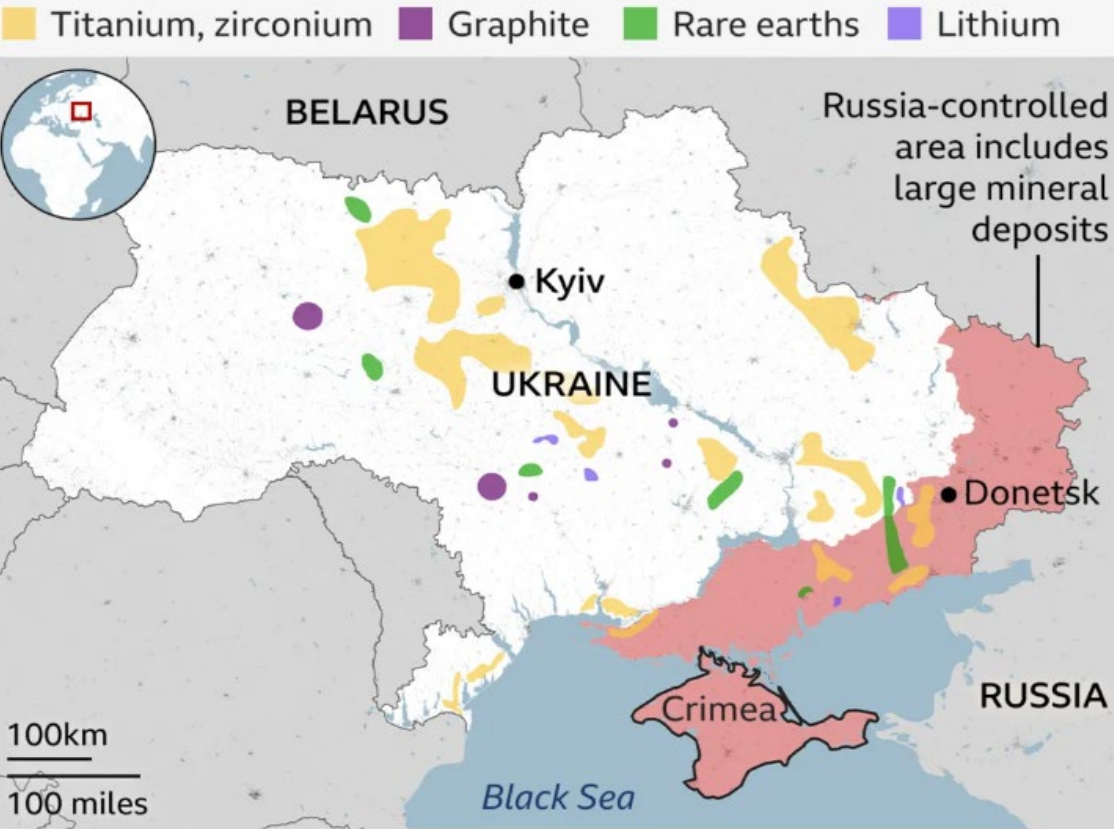 Titanium, zirconium Graphite Rare earths Lithium
BELARUS
Russia-controlled
area includes
large mineral
deposits
Kyiv
UKRAINE
Donetsk
RUSSIA
Crimea
100km
100 miles
Black Sea